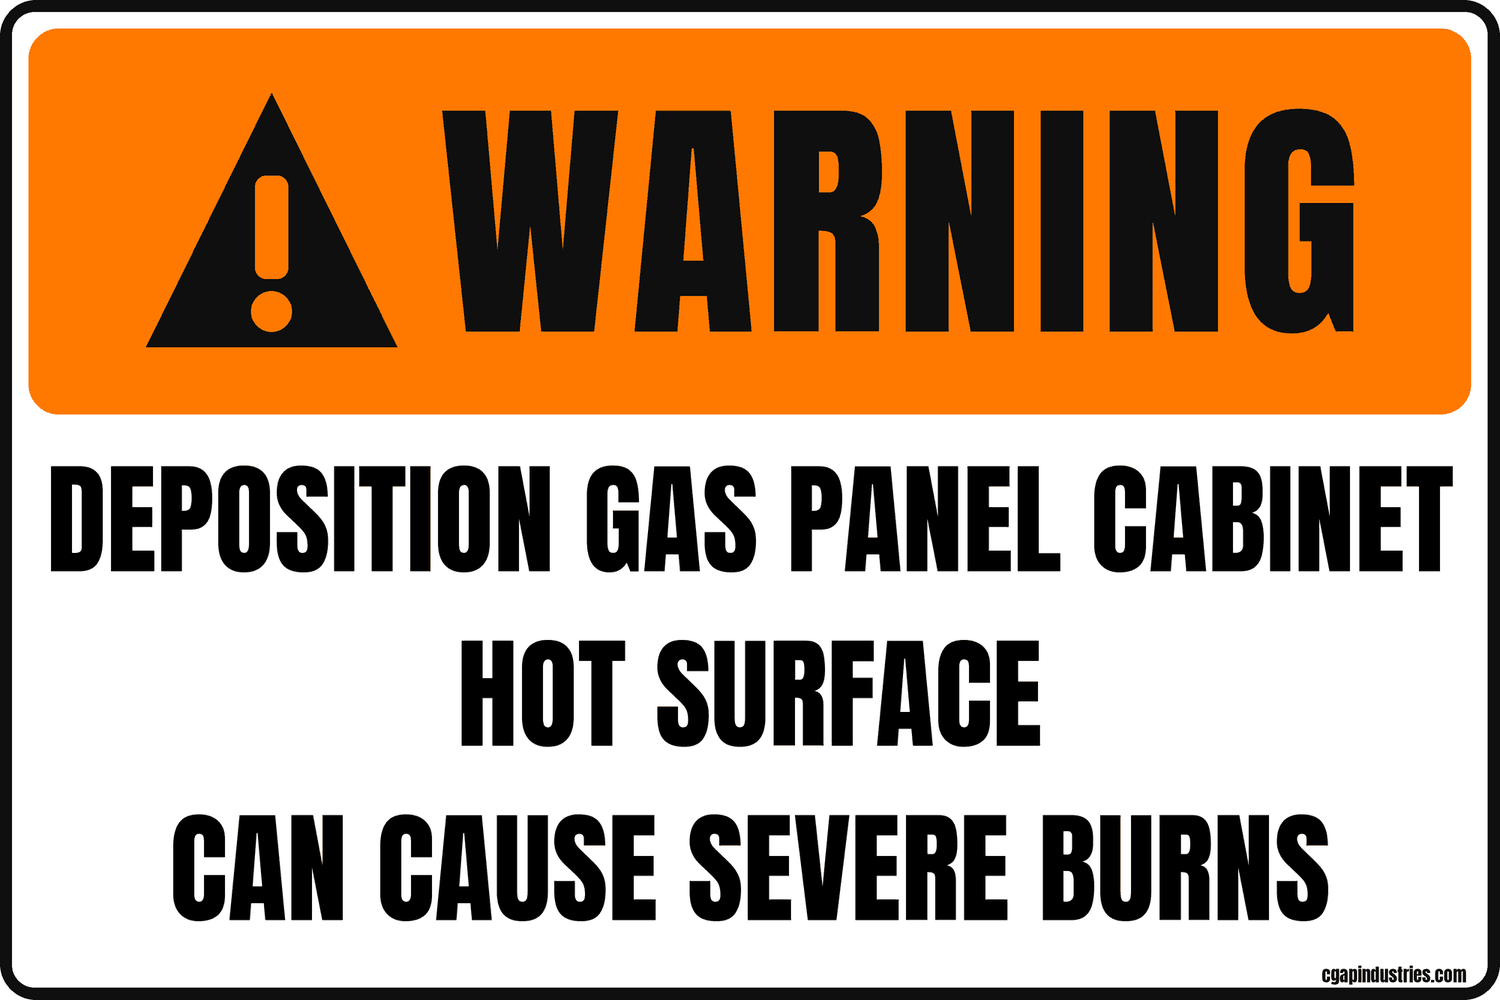 WARNING
DEPOSITION GAS PANEL CABINET
HOT SURFACE
CAN CAUSE SEVERE BURNS
cgapindustries.com